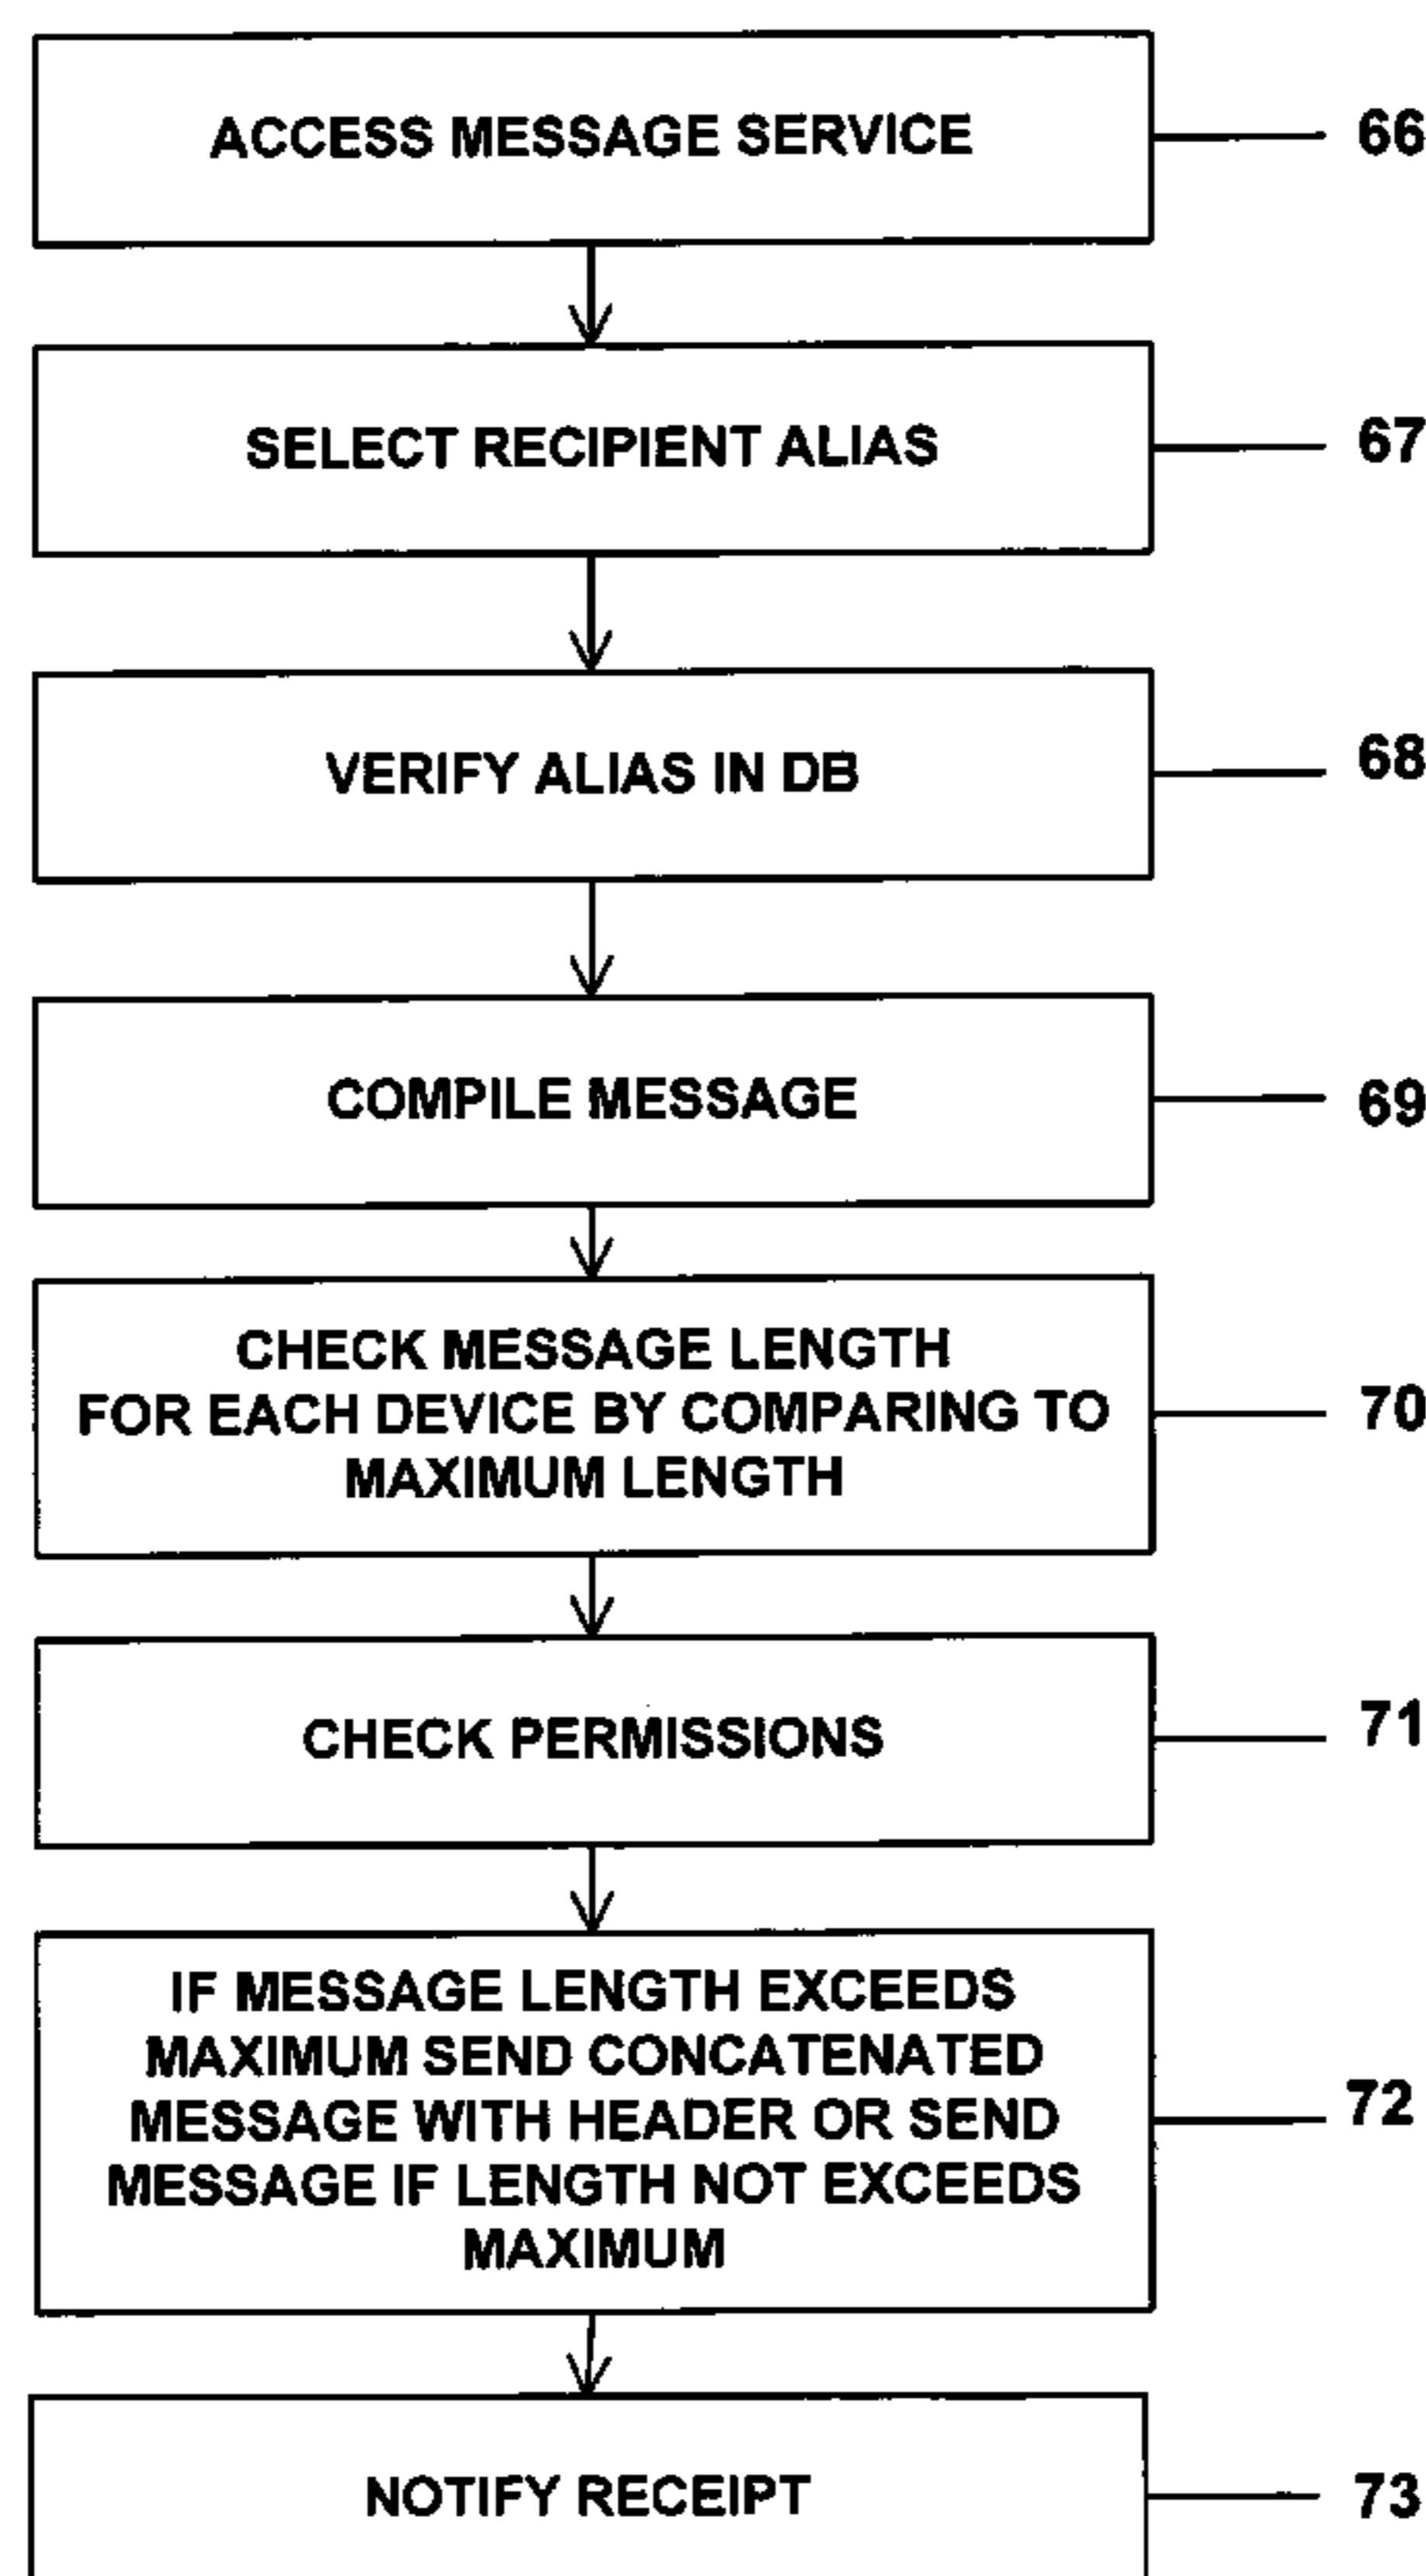 ACCESS MESSAGE SERVICE
66
SELECT RECIPIENT ALIAS
67
VERIFY ALIAS IN DB
68
COMPILE MESSAGE
69
CHECK MESSAGE LENGTH
FOR EACH DEVICE BY COMPARING TO
MAXIMUM LENGTH
70
CHECK PERMISSIONS
71
IF MESSAGE LENGTH EXCEEDS
MAXIMUM SEND CONCATENATED
MESSAGE WITH HEADER OR SEND
MESSAGE IF LENGTH NOT EXCEEDS
MAXIMUM
72
NOTIFY RECEIPT
73